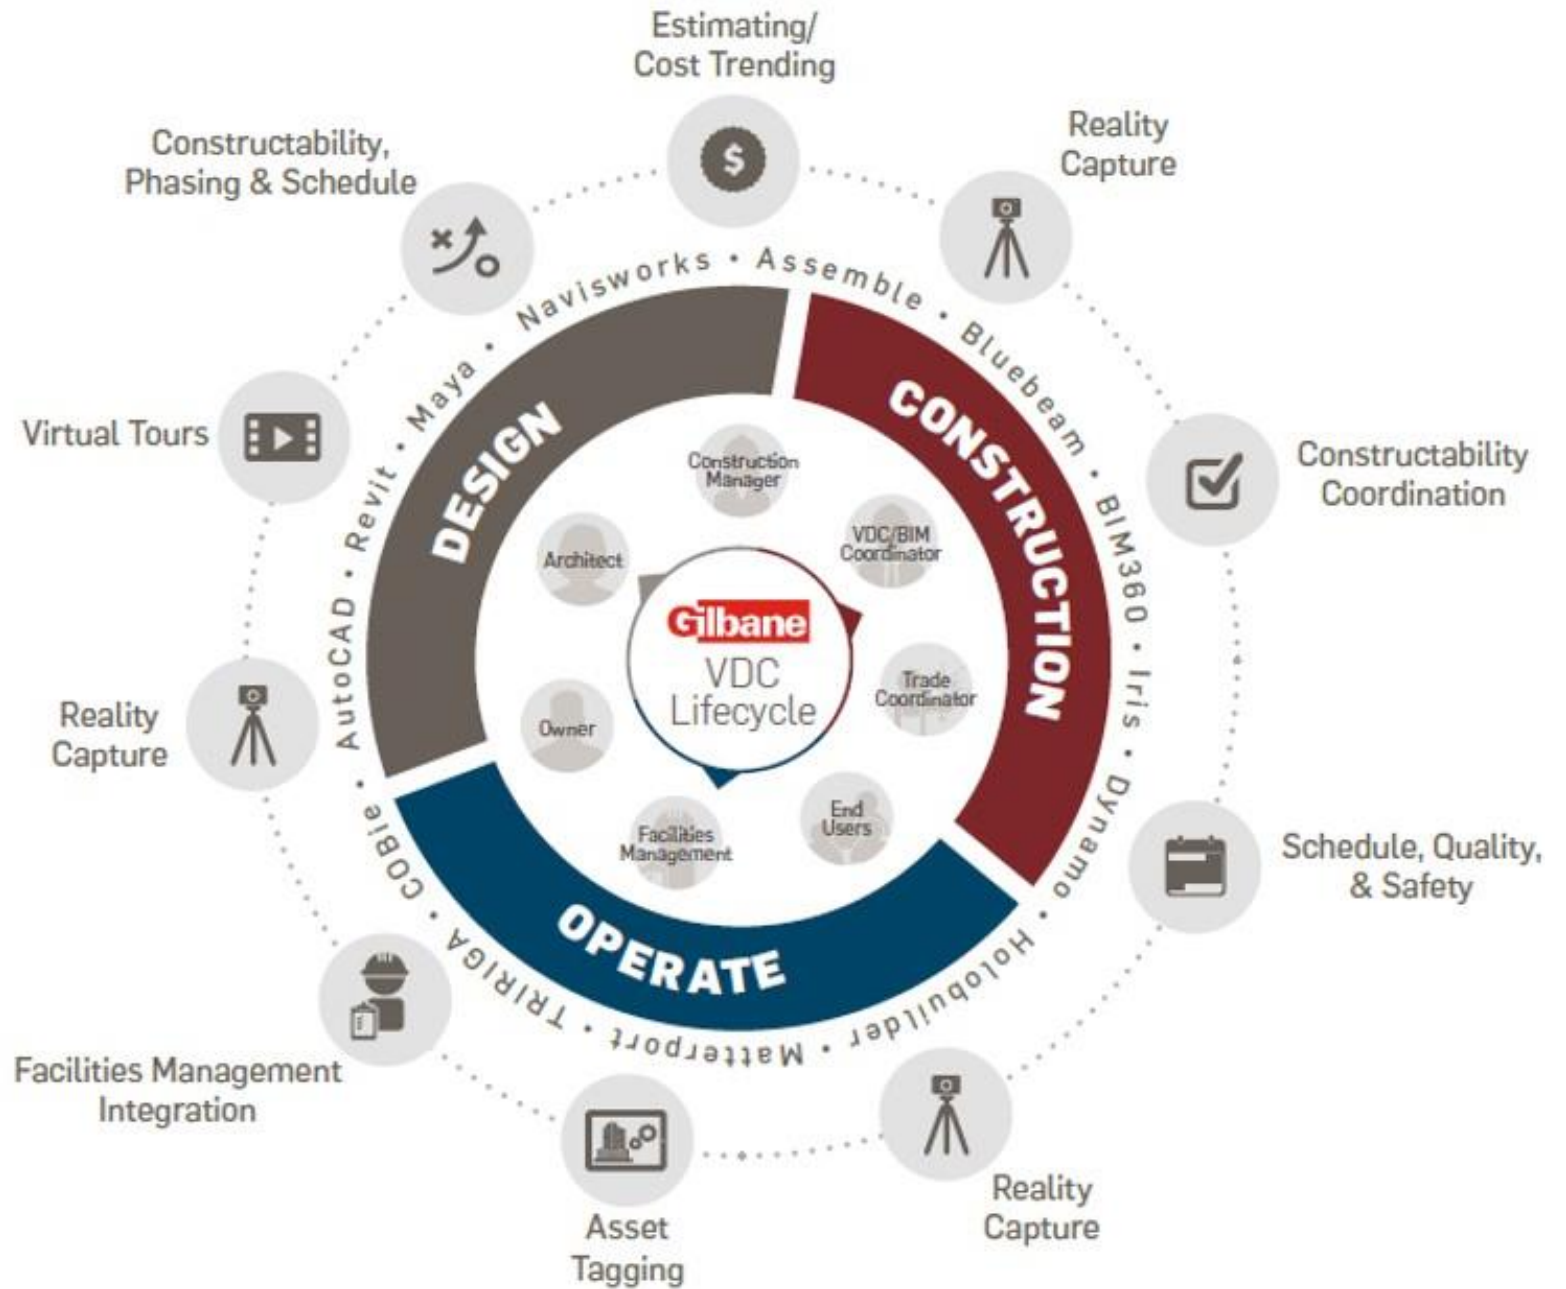 Estimating/
Cost Trending
Reality
Capture
Constructability,
Phasing & Schedule
Virtual Tours
Constructability
Coordination
Reality
Capture
Schedule, Quality,
& Safety
Facilities Management
Integration
Asset
Tagging
Reality
Capture
AutoCAD • Revit • Maya • Navisworks • Assemble • Bluebeam • BIM360 • Iris • Dynamo • Holobuilder • Matterport • TRIRIGA • COBie •
DESIGN
CONSTRUCTION
OPERATE
Construction
Manager
VDC/BIM
Coordinator
Architect
Trade
Coordinator
Owner
End
Users
Facilities
Management
Gilbane
VDC
Lifecycle